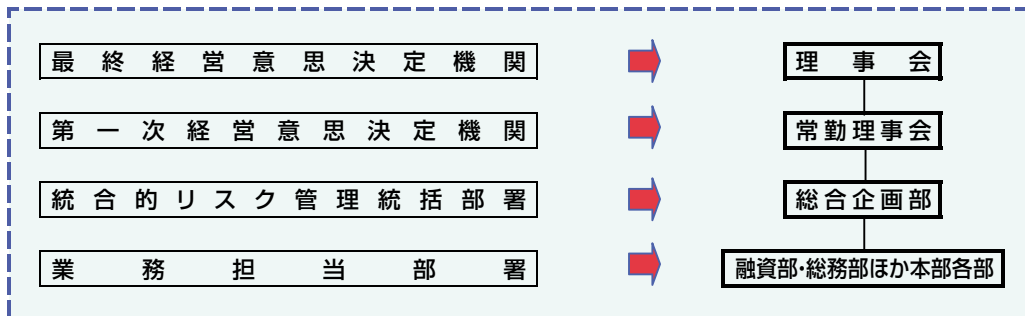 最終経営意思決定機関
理事会
第一次経営意思決定機関
常勤理事会
統合的リスク管理統括部署
総合企画部
業務担当部署
融資部・総務部ほか本部各部